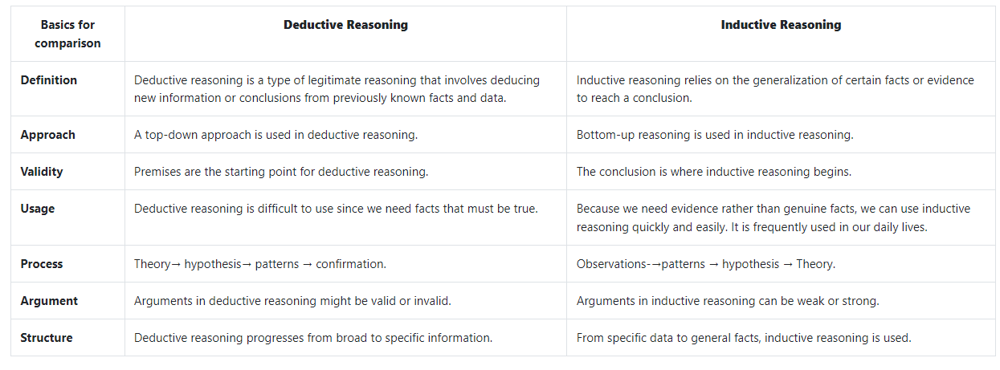 Basics for
comparison
Deductive Reasoning
Inductive Reasoning
Definition
Deductive reasoning is a type of legitimate reasoning that involves deducing
new information or conclusions from previously known facts and data.
Inductive reasoning relies on the generalization of certain facts or evidence
to reach a conclusion.
Approach
A top-down approach is used in deductive reasoning.
Bottom-up reasoning is used in inductive reasoning.
Validity
Premises are the starting point for deductive reasoning.
The conclusion is where inductive reasoning begins.
Usage
Deductive reasoning is difficult to use since we need facts that must be true.
Because we need evidence rather than genuine facts, we can use inductive
reasoning quickly and easily. It is frequently used in our daily lives.
Process
Theory→ hypothesis→ patterns → confirmation.
Observations-→patterns → hypothesis → Theory.
Argument
Arguments in deductive reasoning might be valid or invalid.
Arguments in inductive reasoning can be weak or strong.
Structure
Deductive reasoning progresses from broad to specific information.
From specific data to general facts, inductive reasoning is used.